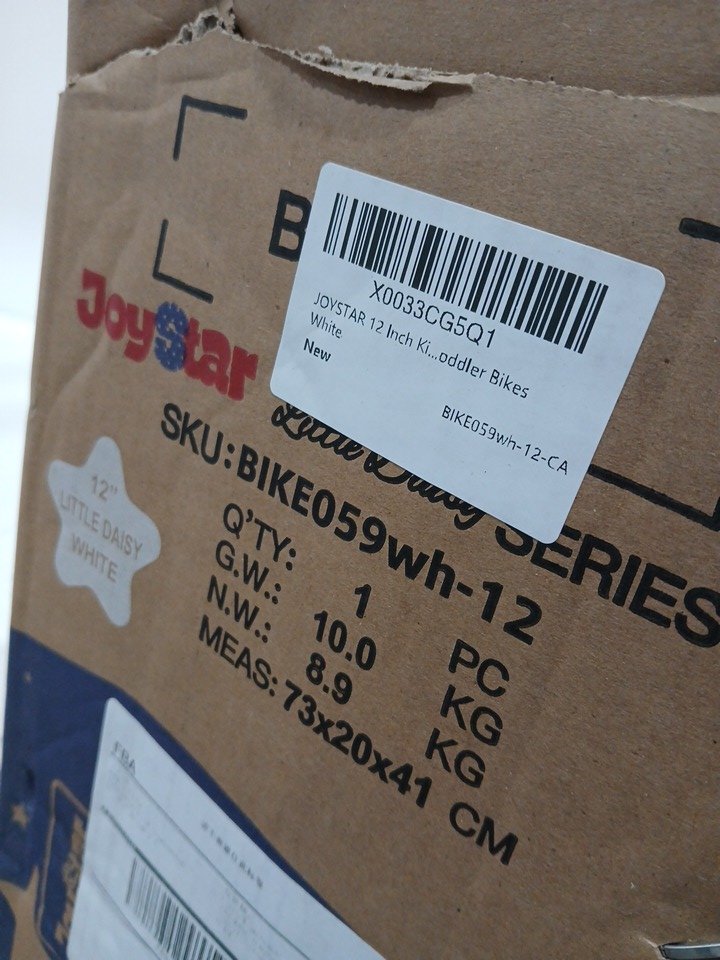 B
X0033CG5Q1
JOYSTAR 12 Inch Ki...oddler Bikes
White
New
BIKE059wh-12-CA
JoyStar
Little Daisy SERIES
SKU:BIKE059wh-12
Q'TY: 1 PC
G.W.: 10.0 KG
N.W.: 8.9 KG
MEAS: 73x20x41 CM
12"
LITTLE DAISY
WHITE
FBA
JoyStar